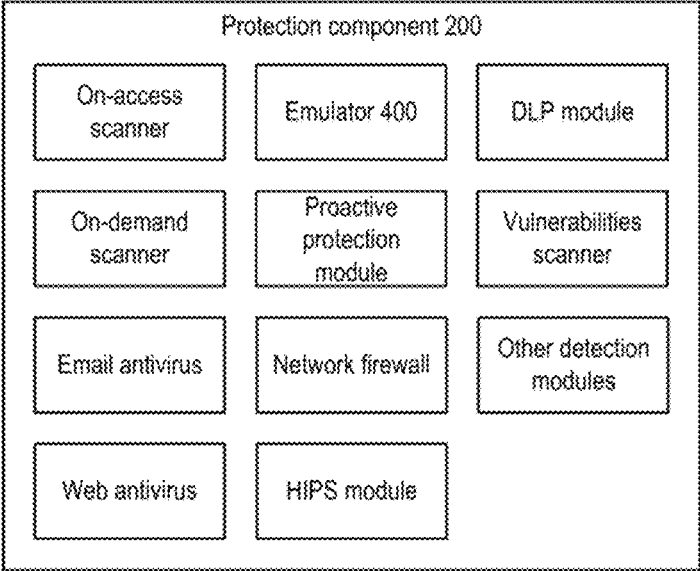 Protection component 200
On-access
scanner
Emulator 400
DLP module
On-demand
scanner
Proactive
protection
module
Vulnerabilities
scanner
Email antivirus
Network firewall
Other detection
modules
Web antivirus
HIPS module